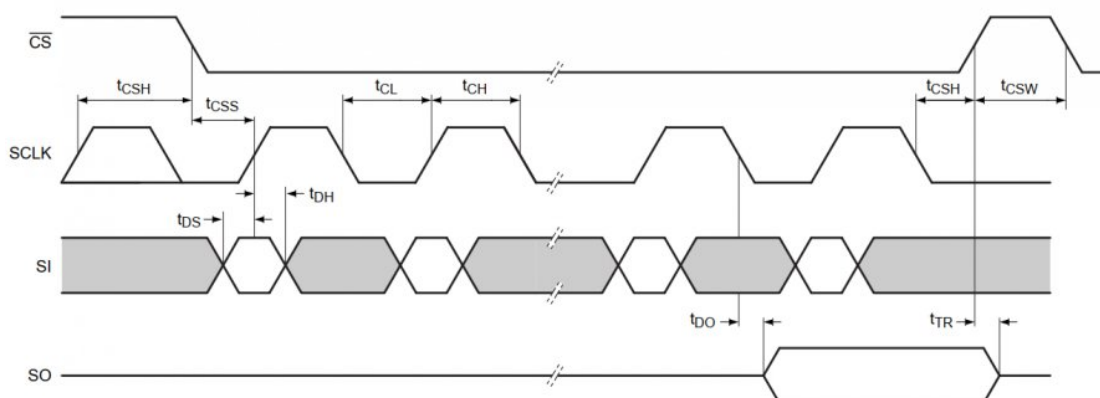 CS
tCSH
tCSS
tCL
tCH
tCSH
tCSW
SCLK
tDH
tDS
SI
tDO
tTR
SO